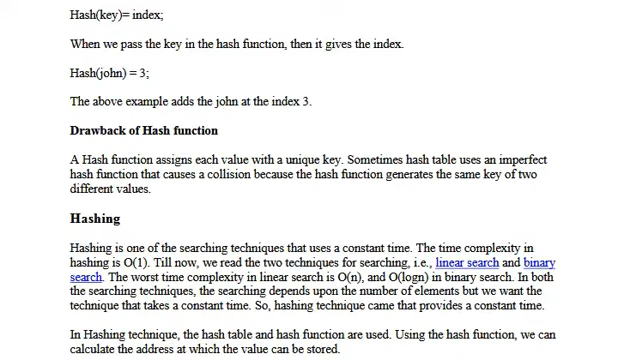 Hash(key)= index;
When we pass the key in the hash function, then it gives the index.
Hash(john) = 3;
The above example adds the john at the index 3.
Drawback of Hash function
A Hash function assigns each value with a unique key. Sometimes hash table uses an imperfect
hash function that causes a collision because the hash function generates the same key of two
different values.
Hashing
Hashing is one of the searching techniques that uses a constant time. The time complexity in
hashing is O(1). Till now, we read the two techniques for searching, i.e., linear search and binary
search. The worst time complexity in linear search is O(n), and O(logn) in binary search. In both
the searching techniques, the searching depends upon the number of elements but we want the
technique that takes a constant time. So, hashing technique came that provides a constant time.
In Hashing technique, the hash table and hash function are used. Using the hash function, we can
calculate the address at which the value can be stored.